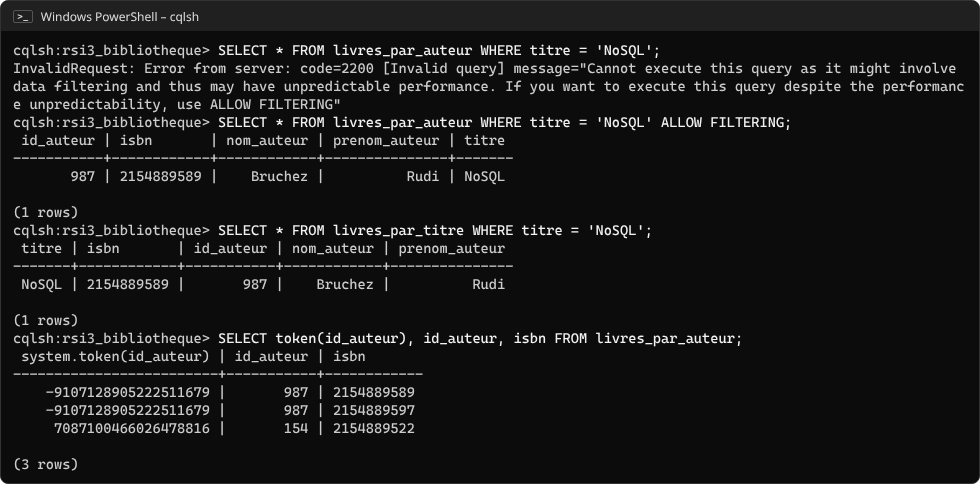 Windows PowerShell – cqlsh
cqlsh:rsi3_bibliotheque> SELECT * FROM livres_par_auteur WHERE titre = 'NoSQL';
InvalidRequest: Error from server: code=2200 [Invalid query] message="Cannot execute this query as it might involve
data filtering and thus may have unpredictable performance. If you want to execute this query despite the performanc
e unpredictability, use ALLOW FILTERING"
cqlsh:rsi3_bibliotheque> SELECT * FROM livres_par_auteur WHERE titre = 'NoSQL' ALLOW FILTERING;
 id_auteur | isbn       | nom_auteur | prenom_auteur | titre
-----------+------------+------------+---------------+-------
       987 | 2154889589 |    Bruchez |          Rudi | NoSQL
(1 rows)
cqlsh:rsi3_bibliotheque> SELECT * FROM livres_par_titre WHERE titre = 'NoSQL';
 titre | isbn       | id_auteur | nom_auteur | prenom_auteur
-------+------------+-----------+------------+---------------
 NoSQL | 2154889589 |       987 |    Bruchez |          Rudi
(1 rows)
cqlsh:rsi3_bibliotheque> SELECT token(id_auteur), id_auteur, isbn FROM livres_par_auteur;
 system.token(id_auteur) | id_auteur | isbn
-------------------------+-----------+------------
    -9107128905222511679 |       987 | 2154889589
    -9107128905222511679 |       987 | 2154889597
     7087100466026478816 |       154 | 2154889522
(3 rows)